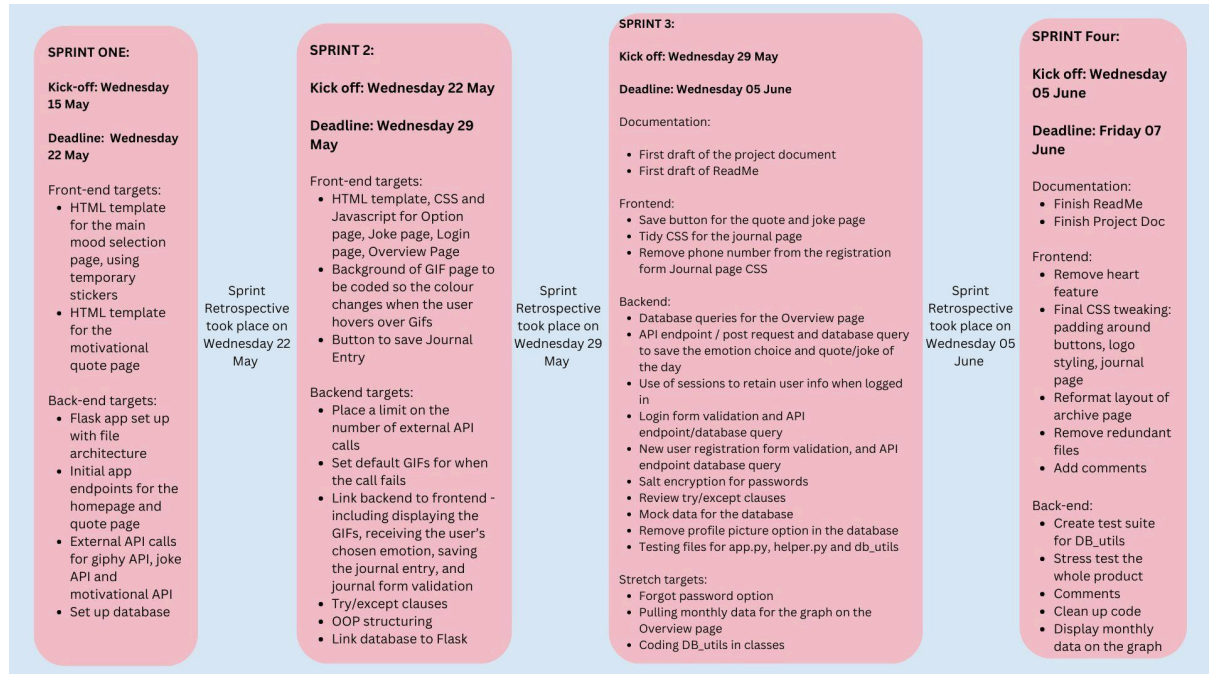 SPRINT ONE:
Kick-off: Wednesday
15 May
Deadline:  Wednesday
22 May
Front-end targets:
• HTML template
for the main
mood selection
page, using
temporary
stickers
• HTML template
for the
motivational
quote page
Back-end targets:
• Flask app set up
with file
architecture
• Initial app
endpoints for the
homepage and
quote page
• External API calls
for giphy API, joke
API and
motivational API
• Set up database
Sprint
Retrospective
took place on
Wednesday 22
May
SPRINT 2:
Kick off: Wednesday 22 May
Deadline: Wednesday 29
May
Front-end targets:
• HTML template, CSS and
Javascript for Option
page, Joke page, Login
page, Overview Page
• Background of GIF page to
be coded so the colour
changes when the user
hovers over Gifs
• Button to save Journal
Entry
Backend targets:
• Place a limit on the
number of external API
calls
• Set default GIFs for when
the call fails
• Link backend to frontend -
including displaying the
GIFs, receiving the user's
chosen emotion, saving
the journal entry, and
journal form validation
• Try/except clauses
• OOP structuring
• Link database to Flask
Sprint
Retrospective
took place on
Wednesday 29
May
SPRINT 3:
Kick off: Wednesday 29 May
Deadline: Wednesday 05 June
Documentation:
• First draft of the project document
• First draft of ReadMe
Frontend:
• Save button for the quote and joke page
• Tidy CSS for the journal page
• Remove phone number from the registration
form Journal page CSS
Backend:
• Database queries for the Overview page
• API endpoint / post request and database query
to save the emotion choice and quote/joke of
the day
• Use of sessions to retain user info when logged
in
• Login form validation and API
endpoint/database query
• New user registration form validation, and API
endpoint database query
• Salt encryption for passwords
• Review try/except clauses
• Mock data for the database
• Remove profile picture option in the database
• Testing files for app.py, helper.py and db_utils
Stretch targets:
• Forgot password option
• Pulling monthly data for the graph on the
Overview page
• Coding DB_utils in classes
Sprint
Retrospective
took place on
Wednesday 05
June
SPRINT Four:
Kick off: Wednesday
05 June
Deadline: Friday 07
June
Documentation:
• Finish ReadMe
• Finish Project Doc
Frontend:
• Remove heart
feature
• Final CSS tweaking:
padding around
buttons, logo
styling, journal
page
• Reformat layout of
archive page
• Remove redundant
files
• Add comments
Back-end:
• Create test suite
for DB_utils
• Stress test the
whole product
• Comments
• Clean up code
• Display monthly
data on the graph